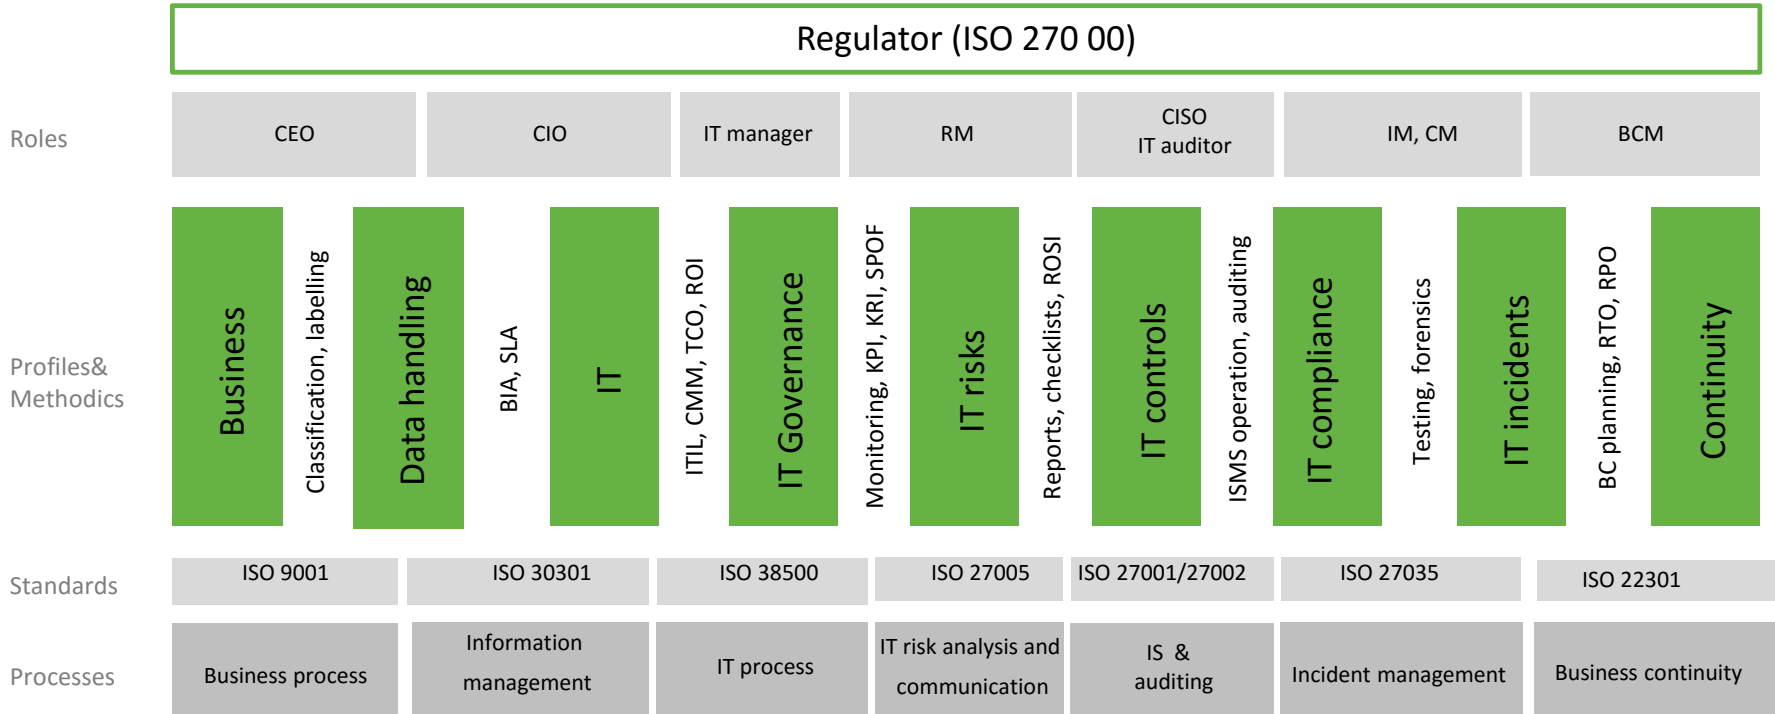 Regulator (ISO 270 00)
Roles
CEO
CIO
IT manager
RM
CISO
IT auditor
IM, CM
BCM
Profiles&
Methodics
Business
Classification, labelling
Data handling
BIA, SLA
IT
ITIL, CMM, TCO, ROI
IT Governance
Monitoring, KPI, KRI, SPOF
IT risks
Reports, checklists, ROSI
IT controls
ISMS operation, auditing
IT compliance
Testing, forensics
IT incidents
BC planning, RTO, RPO
Continuity
Standards
ISO 9001
ISO 30301
ISO 38500
ISO 27005
ISO 27001/27002
ISO 27035
ISO 22301
Processes
Business process
Information
management
IT process
IT risk analysis and
communication
IS &
auditing
Incident management
Business continuity